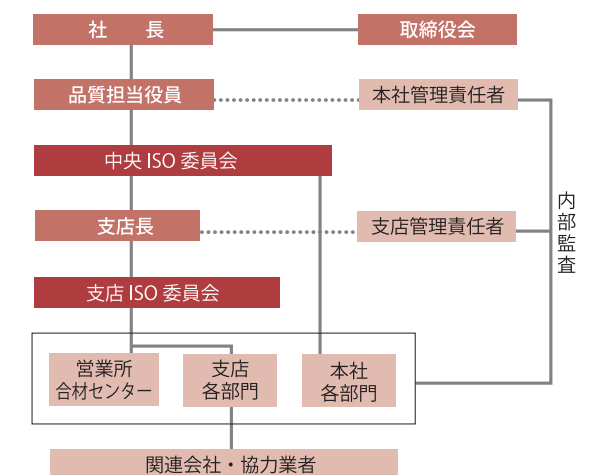 社　　長
取締役会
品質担当役員
本社管理責任者
中央 ISO 委員会
支店長
支店管理責任者
内部監査
支店 ISO 委員会
営業所
合材センター
支店
各部門
本社
各部門
関連会社・協力業者